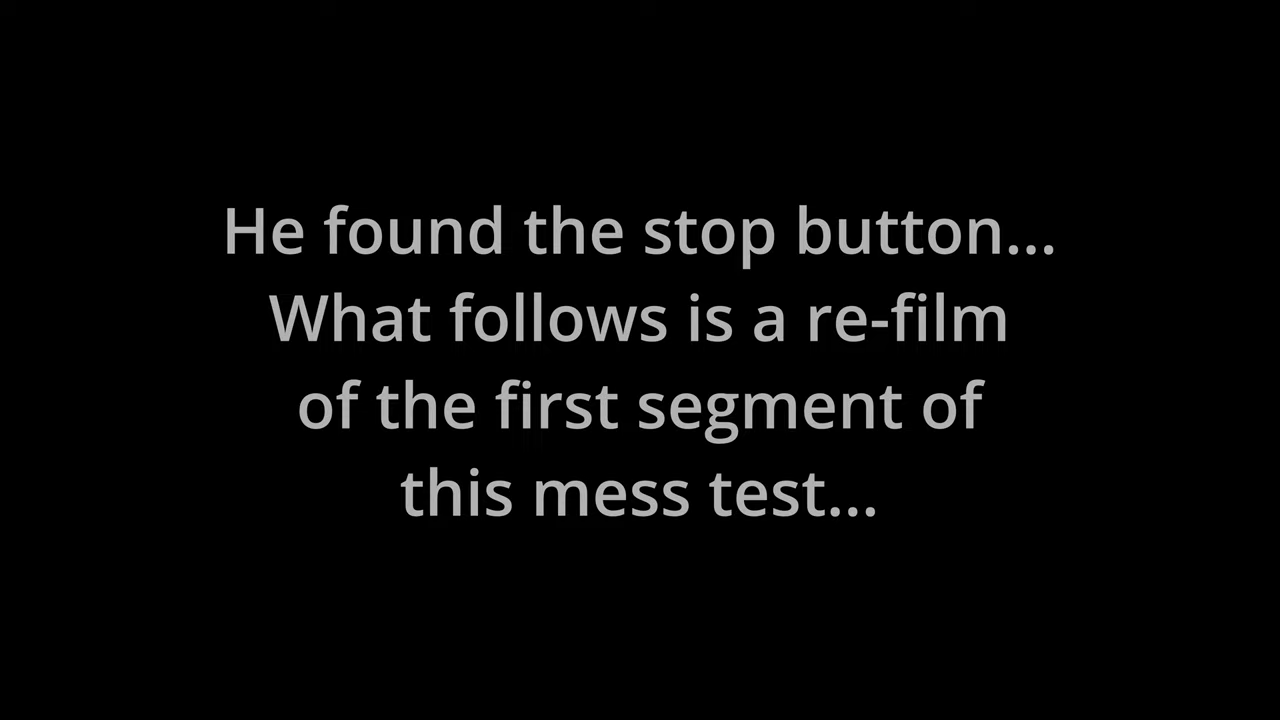 He found the stop button...
What follows is a re-film
of the first segment of
this mess test...